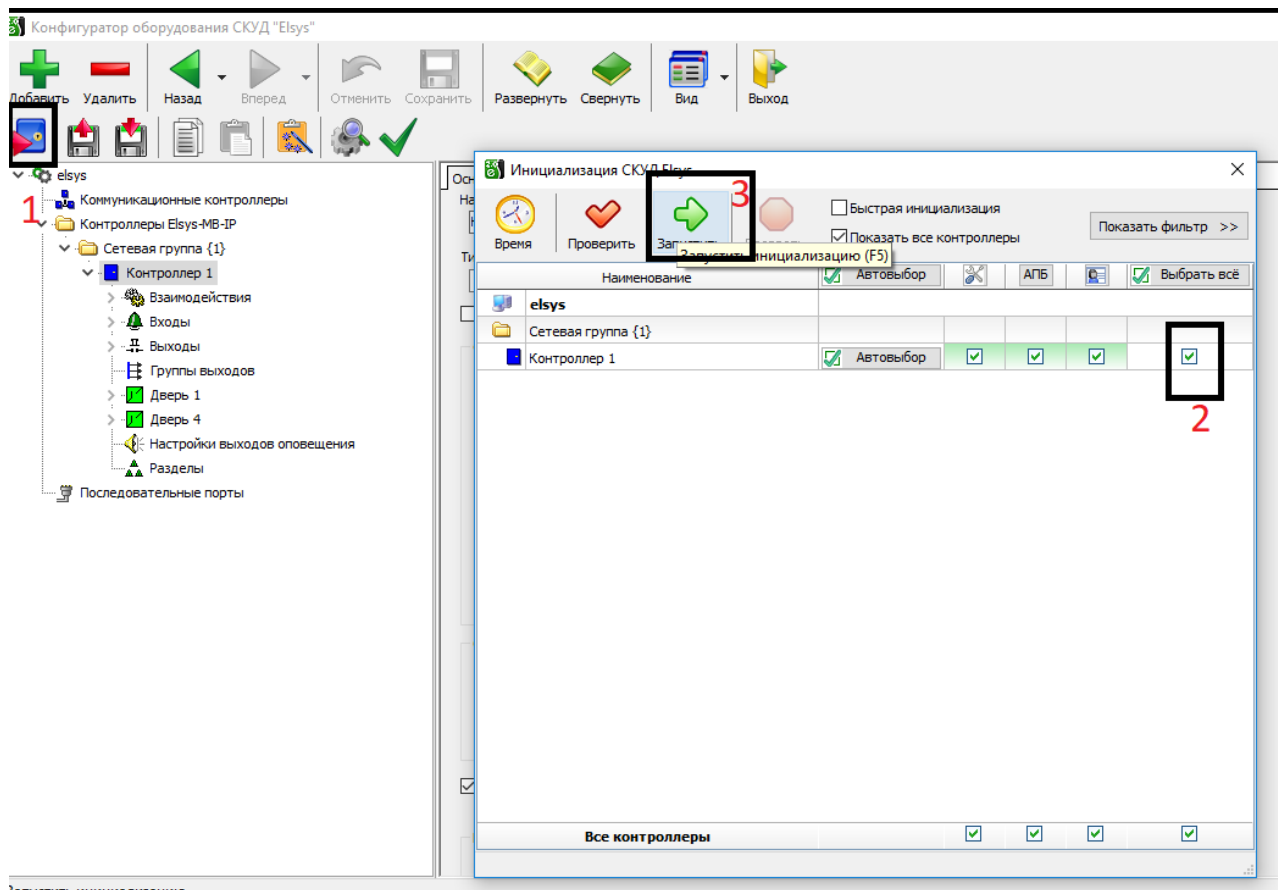 Конфигуратор оборудования СКУД "Elsys"
Добавить Удалить Назад Вперед Отменить Сохранить Развернуть Свернуть Вид Выход
1
elsys
Коммуникационные контроллеры
Контроллеры Elsys-MB-IP
Сетевая группа {1}
Контроллер 1
Взаимодействия
Входы
Выходы
Группы выходов
Дверь 1
Дверь 4
Настройки выходов оповещения
Разделы
Последовательные порты
Инициализация СКУД Elsys
3
Время Проверить Запустить
Быстрая инициализация
Показать все контроллеры
Показать фильтр >>
Запустить инициализацию (F5)
Наименование Автовыбор АПБ Выбрать всё
elsys
Сетевая группа {1}
Контроллер 1 Автовыбор
2
Все контроллеры